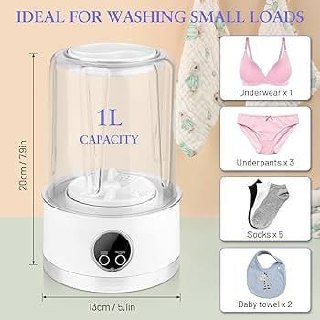 IDEAL FOR WASHING SMALL LOADS
1L
CAPACITY
20cm / 7.9in
13cm / 5.1in
Underwear x 1
Underpants x 3
Socks x 5
Baby towel x 2